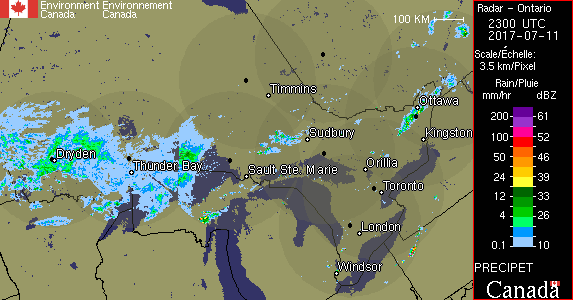 Environment Environnement
Canada Canada
100 KM
Timmins
Ottawa
Sudbury
Kingston
Dryden
Thunder Bay
Sault Ste. Marie
Orillia
Toronto
London
Windsor
Radar - Ontario
2300 UTC
2017-07-11
Scale/Échelle:
3.5 km/Pixel
Rain/Pluie
mm/hr dBZ
200 61
100 52
50 46
24 39
12 33
4 26
0.1 10
PRECIPET
Canada